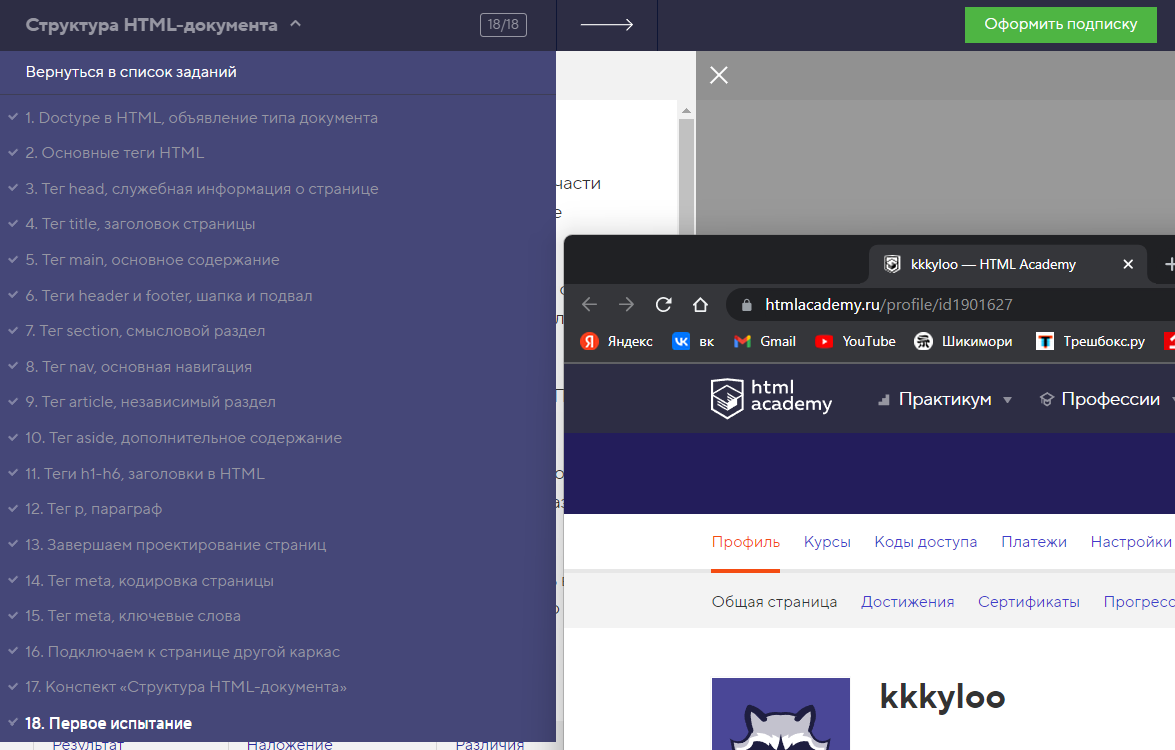 Структура HTML-документа
18/18
Оформить подписку
Вернуться в список заданий
1. Doctype в HTML, объявление типа документа
2. Основные теги HTML
3. Тег head, служебная информация о странице
4. Тег title, заголовок страницы
5. Тег main, основное содержание
6. Теги header и footer, шапка и подвал
7. Тег section, смысловой раздел
8. Тег nav, основная навигация
9. Тег article, независимый раздел
10. Тег aside, дополнительное содержание
11. Теги h1-h6, заголовки в HTML
12. Тег p, параграф
13. Завершаем проектирование страниц
14. Тег meta, кодировка страницы
15. Тег meta, ключевые слова
16. Подключаем к странице другой каркас
17. Конспект «Структура HTML-документа»
18. Первое испытание
Результат Наложение Различия
части
е
kkkyloo — HTML Academy
htmlacademy.ru/profile/id1901627
Яндекс вк Gmail YouTube Шикимори Трешбокс.ру
html
academy
Практикум Профессии
Профиль Курсы Коды доступа Платежи Настройки
Общая страница Достижения Сертификаты Прогресс
kkkyloo